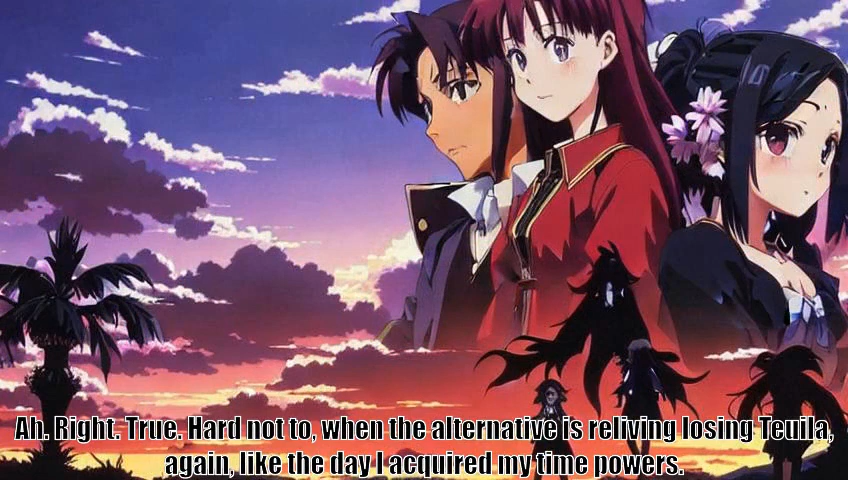 Ah. Right. True. Hard not to, when the alternative is reliving losing Teuila,
again, like the day I acquired my time powers.